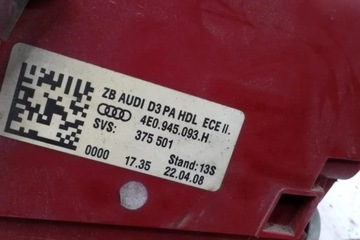 ZB AUDI D3 PA HDL ECE II.
4E0.945.093.H
SVS: 375 501
0000 17.35 Stand: 13S
22.04.08